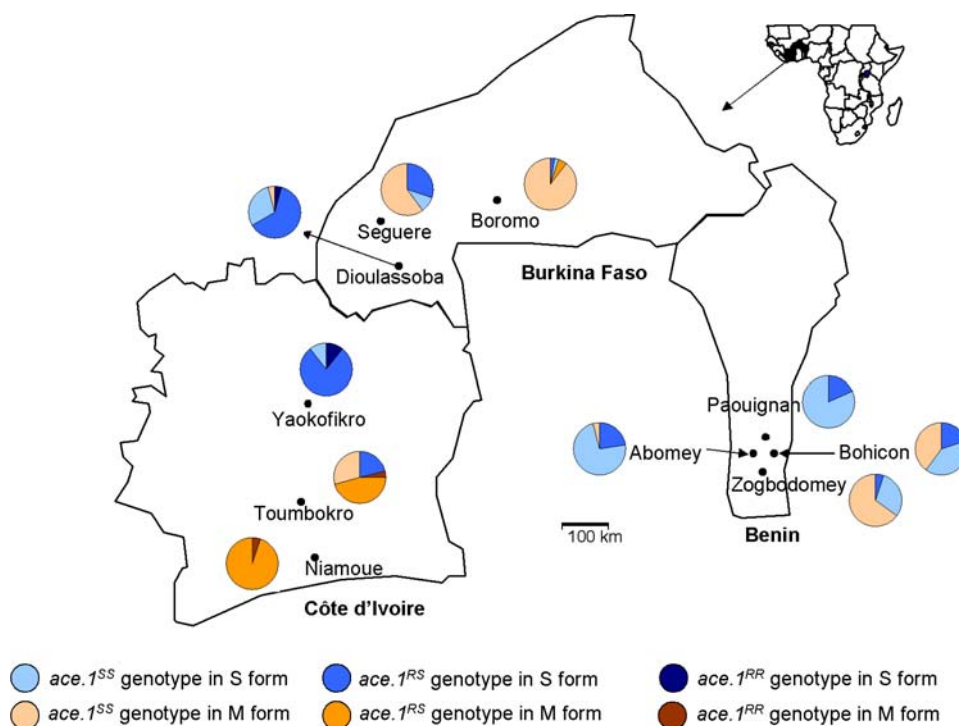 Seguere
Boromo
Dioulassoba
Burkina Faso
Yaokofikro
Paouignan
Abomey
Bohicon
Zogbodomey
Toumbokro
100 km
Benin
Niamoue
Côte d'Ivoire
ace.1SS genotype in S form
ace.1RS genotype in S form
ace.1RR genotype in S form
ace.1SS genotype in M form
ace.1RS genotype in M form
ace.1RR genotype in M form